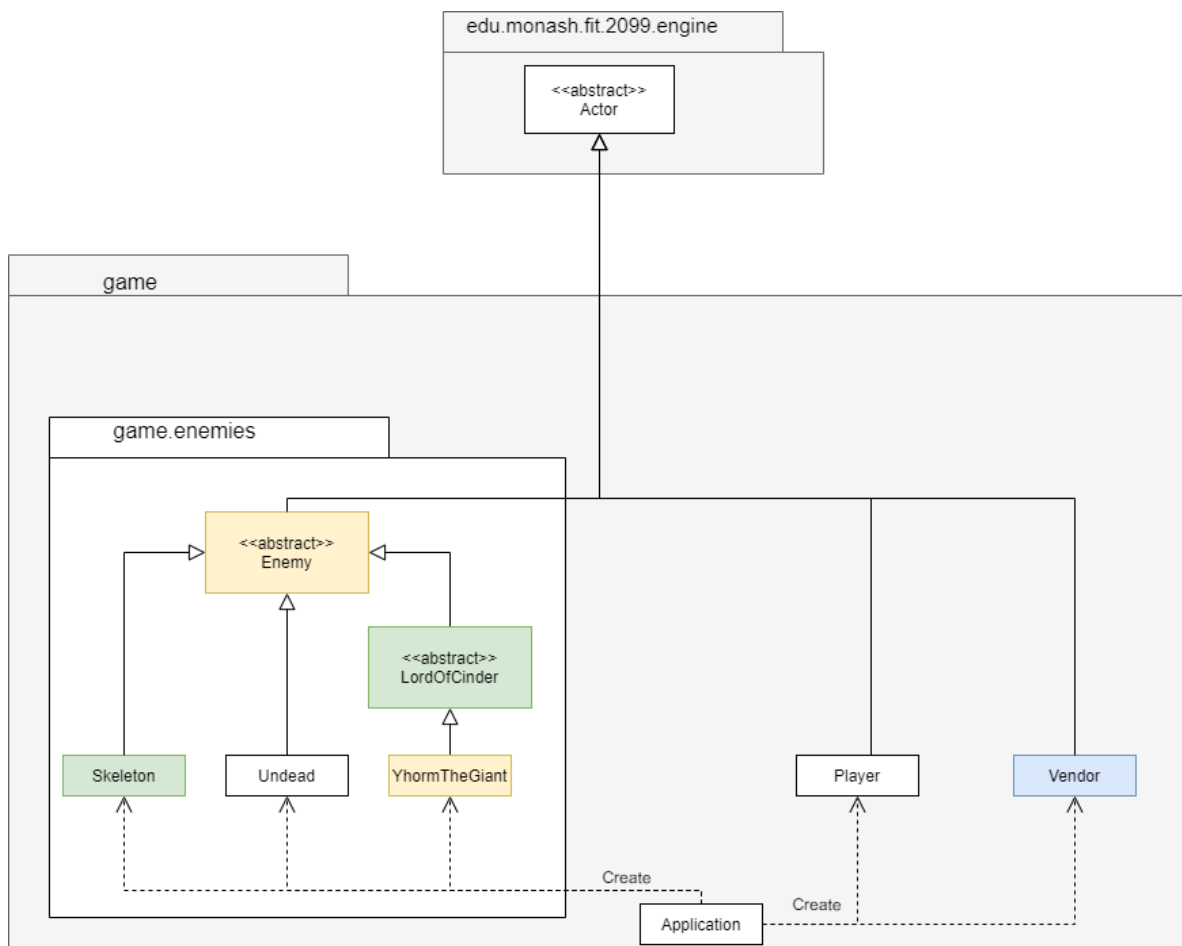 edu.monash.fit.2099.engine
<<abstract>>
Actor
game
game.enemies
<<abstract>>
Enemy
<<abstract>>
LordOfCinder
Skeleton
Undead
YhormTheGiant
Player
Vendor
Create
Create
Application